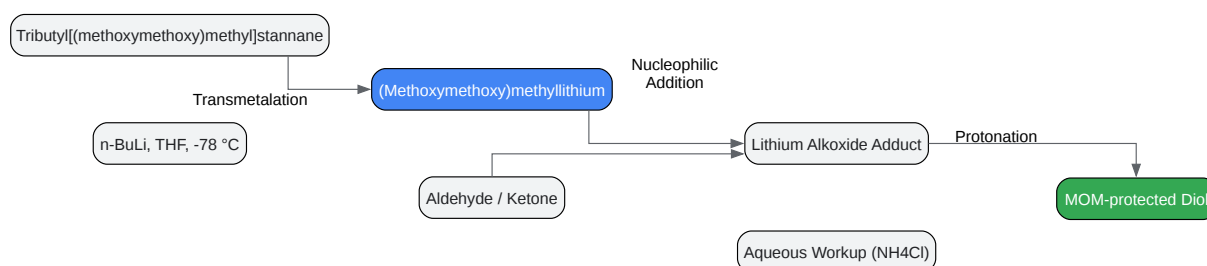 Tributyl[(methoxymethoxy)methyl]stannane
Nucleophilic
Addition
(Methoxymethoxy)methyllithium
Transmetalation
n-BuLi, THF, -78 °C
Lithium Alkoxide Adduct
Protonation
Aldehyde / Ketone
MOM-protected Diol
Aqueous Workup (NH4Cl)